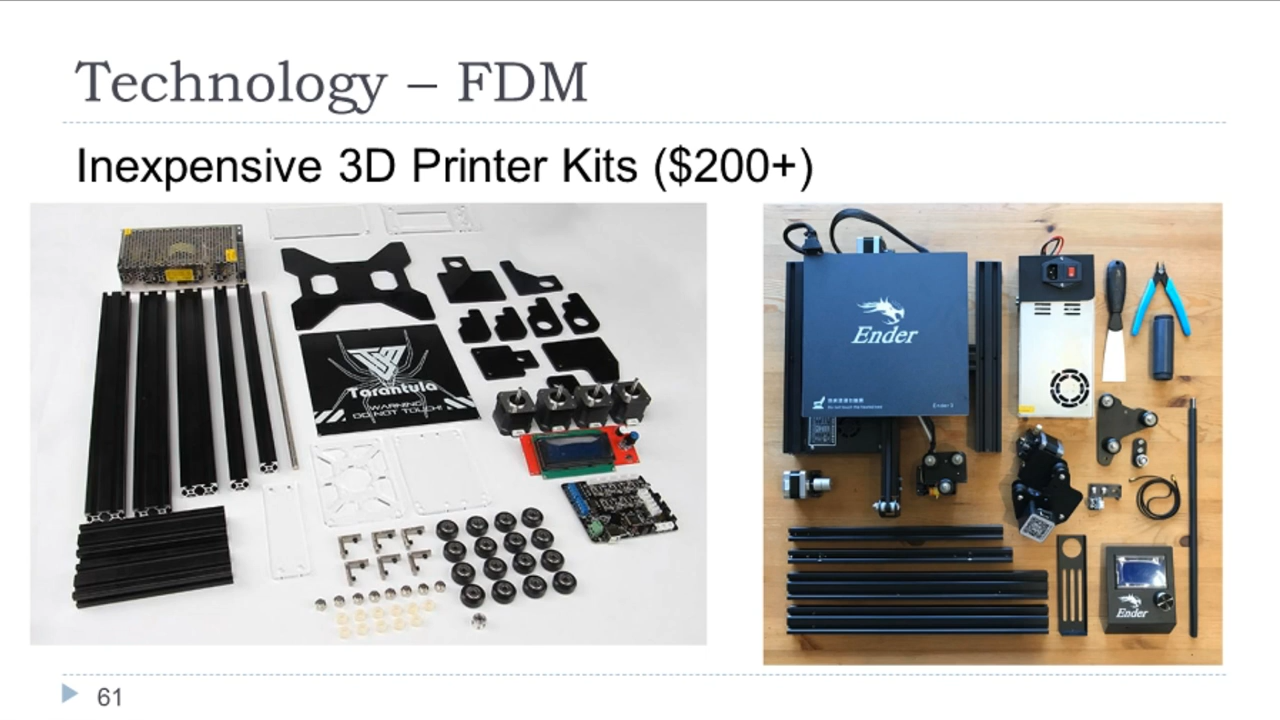 Technology – FDM
Inexpensive 3D Printer Kits ($200+)
Tarantula
WARNING
DO NOT TOUCH!
Ender
Ender
61